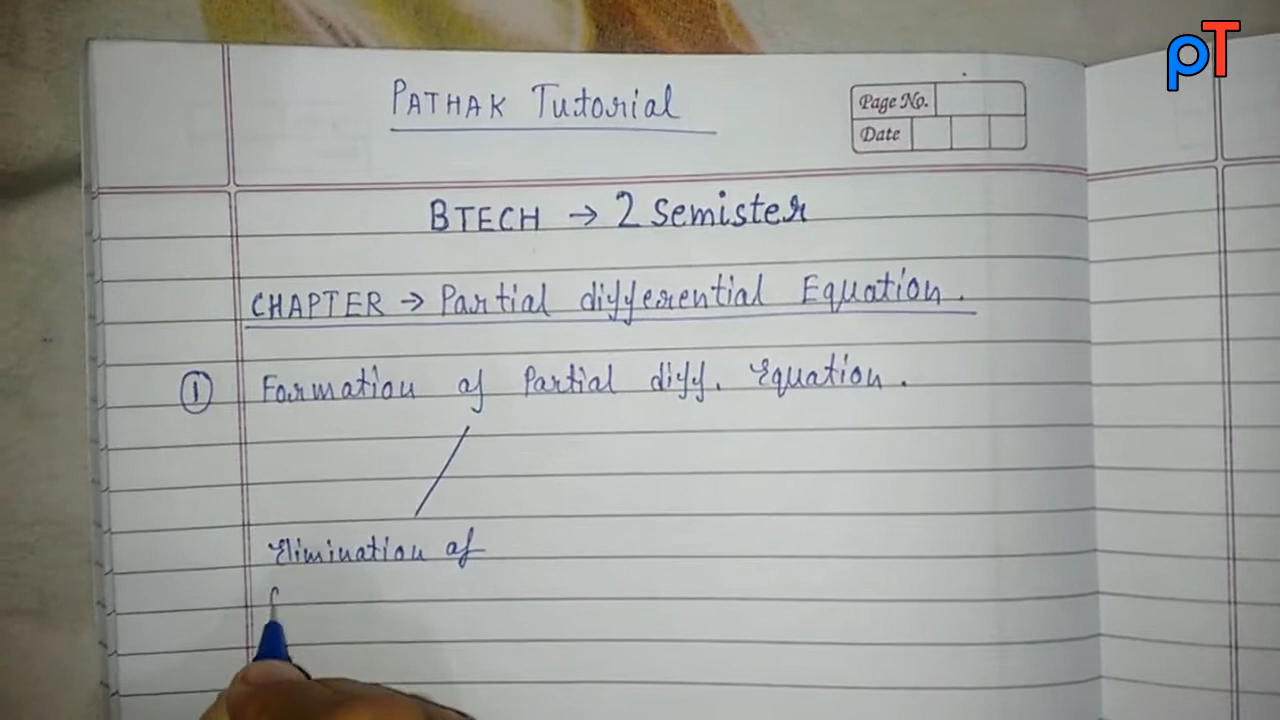 pT
PATHAK Tutorial
Page No.
Date
BTECH → 2 Semister
CHAPTER → Partial differential Equation.
① Formation of Partial diff. Equation.
Elimination of